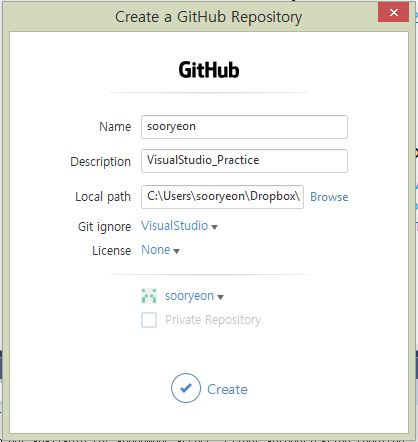 Create a GitHub Repository
GitHub
Name sooryeon
Description VisualStudio_Practice
Local path C:\Users\sooryeon\Dropbox\ Browse
Git ignore VisualStudio
License None
sooryeon
Private Repository
Create